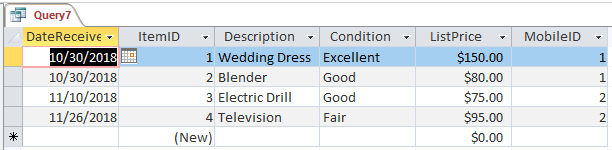 Query7
DateReceive ItemID Description Condition ListPrice MobileID
10/30/2018 1 Wedding Dress Excellent $150.00 1
10/30/2018 2 Blender Good $80.00 1
11/10/2018 3 Electric Drill Good $75.00 2
11/26/2018 4 Television Fair $95.00 2
* (New) $0.00